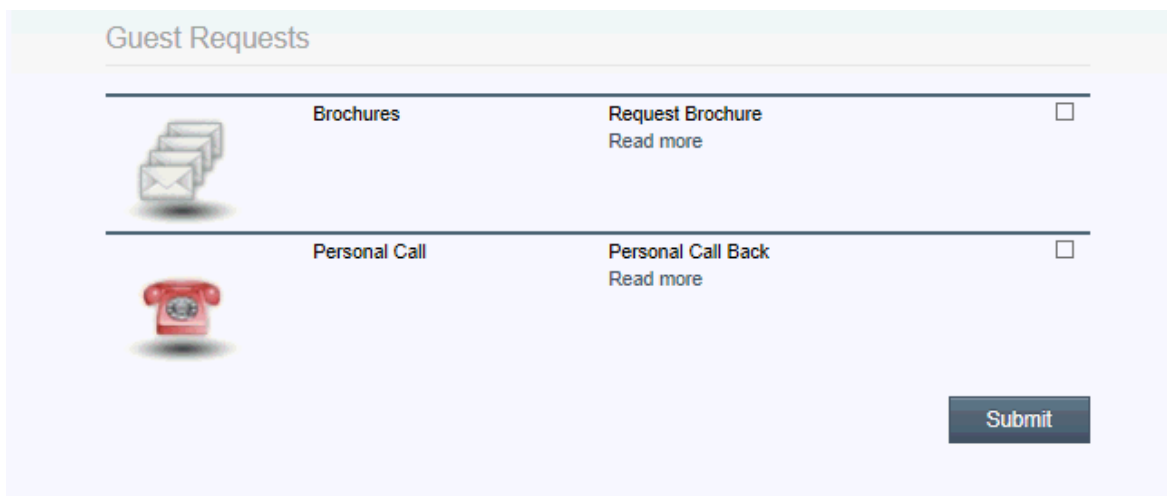 Guest Requests
Brochures
Request Brochure
Read more
Personal Call
Personal Call Back
Read more
Submit